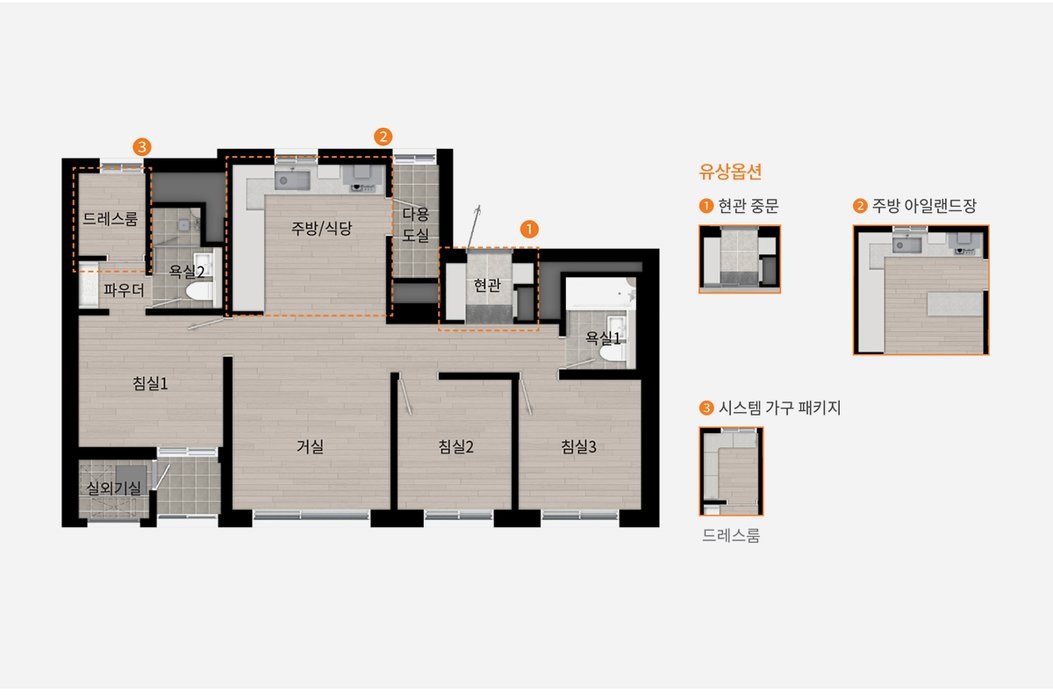 3
2
드레스룸
주방/식당
다용
도실
1
욕실2
파우더
현관
욕실1
침실1
거실
침실2
침실3
실외기실
유상옵션
1 현관 중문
2 주방 아일랜드장
3 시스템 가구 패키지
드레스룸